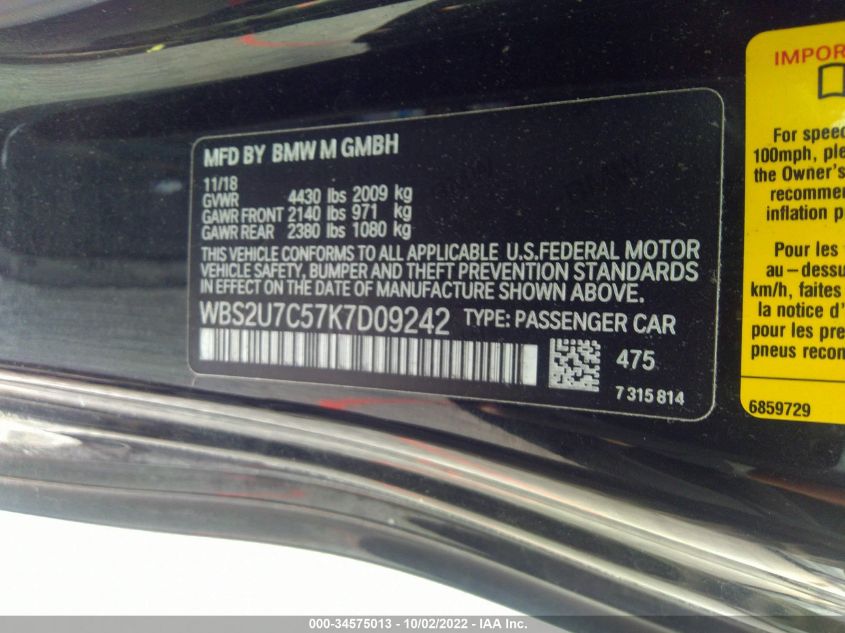 MFD BY BMW M GMBH
11/18
GVWR 4430 lbs 2009 kg
GAWR FRONT 2140 lbs 971 kg
GAWR REAR 2380 lbs 1080 kg
THIS VEHICLE CONFORMS TO ALL APPLICABLE U.S.FEDERAL MOTOR
VEHICLE SAFETY, BUMPER AND THEFT PREVENTION STANDARDS
IN EFFECT ON THE DATE OF MANUFACTURE SHOWN ABOVE.
WBS2U7C57K7D09242 TYPE: PASSENGER CAR
475
7 315 814
IMPOR
For speed
100mph, ple
the Owner's
recomme
inflation p
Pour les
au-dessu
km/h, faites
la notice d'
pour les pre
pneus recon
6859729
000-34575013 - 10/02/2022 - IAA Inc.